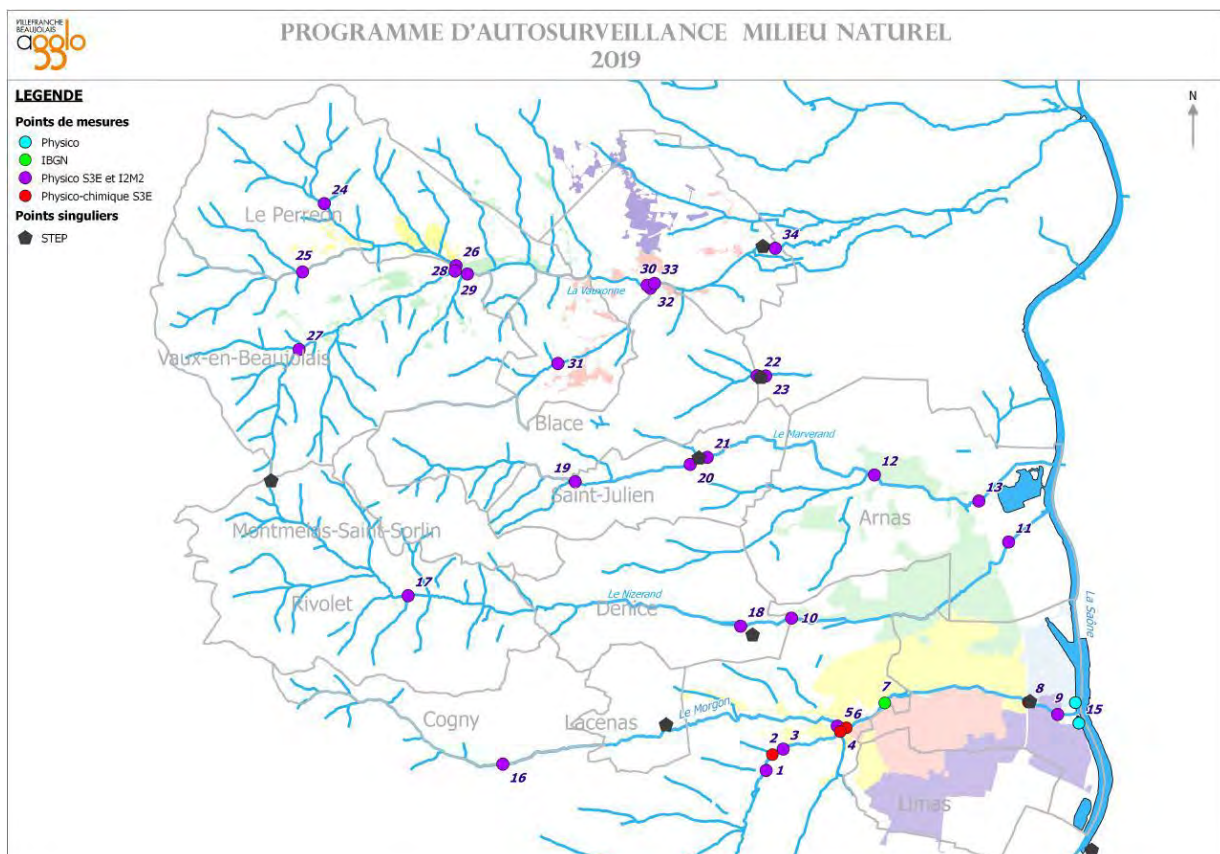 VILLEFRANCHE
BEAUJOLAIS
agglo
PROGRAMME D'AUTOSURVEILLANCE MILIEU NATUREL
2019
LEGENDE
Points de mesures
Physico
IBGN
Physico S3E et I2M2
Physico-chimique S3E
Points singuliers
STEP
N
24
Le Perréon
34
25
26
28
29
30
33
La Vauxonne
32
27
Vaux-en-Beaujolais
31
22
23
Blacé
Le Marverand
21
19
20
12
Saint-Julien
13
Arnas
Montmelas-Saint-Sorlin
11
17
Rivolet
Le Nizerand
Denicé
18
10
La Saône
7
8
Le Morgon
9
15
Cogny
Lacenas
5
6
2
3
4
16
1
Limas